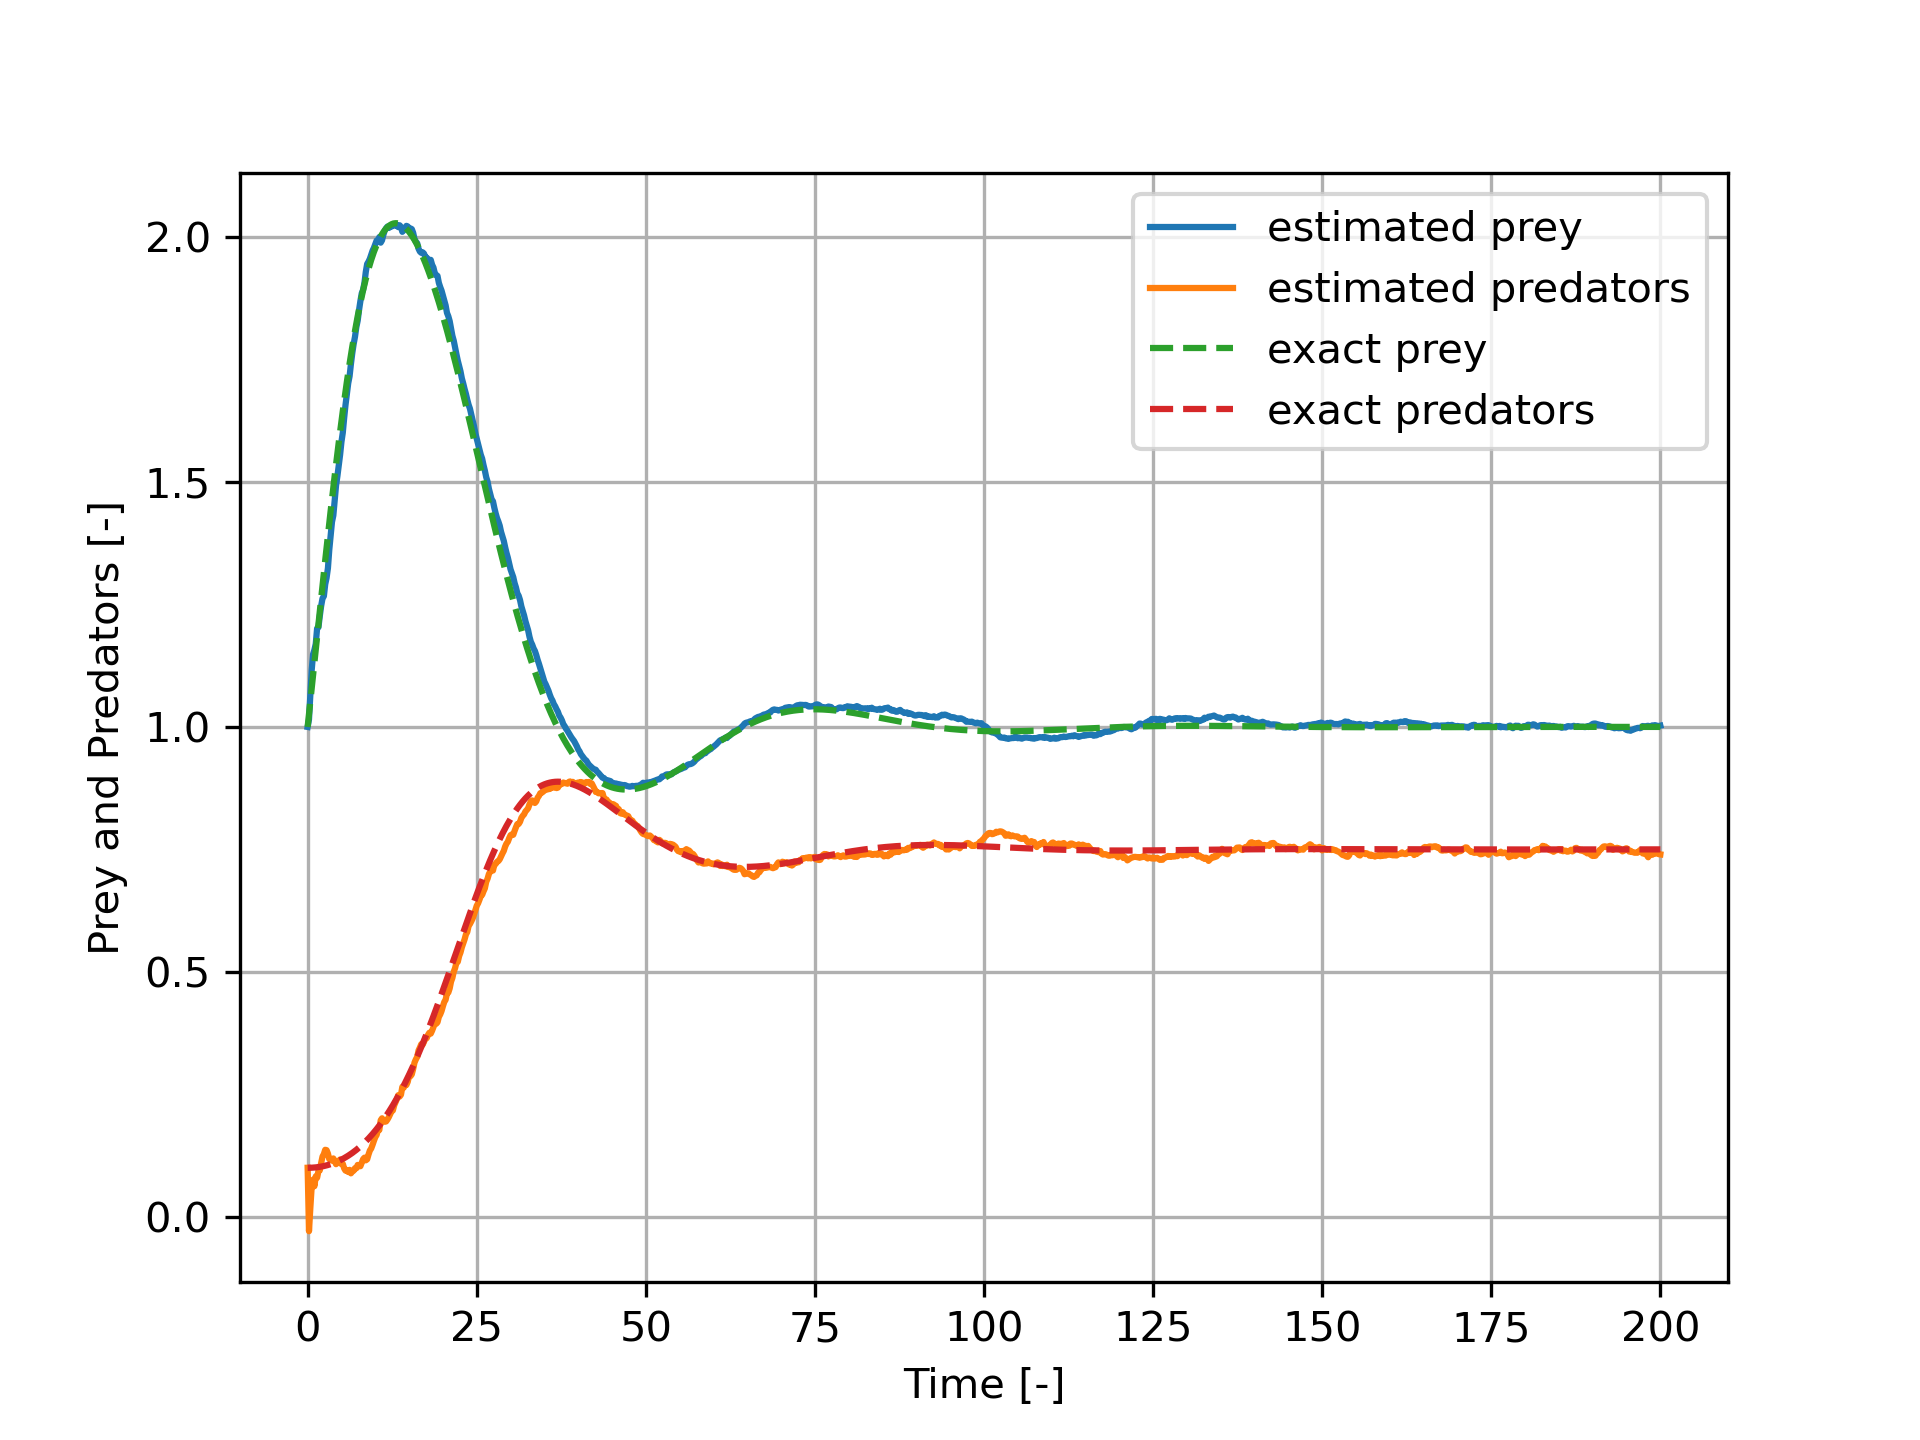 estimated prey
estimated predators
exact prey
exact predators
2.0
1.5
1.0
0.5
0.0
Prey and Predators [-]
0 25 50 75 100 125 150 175 200
Time [-]